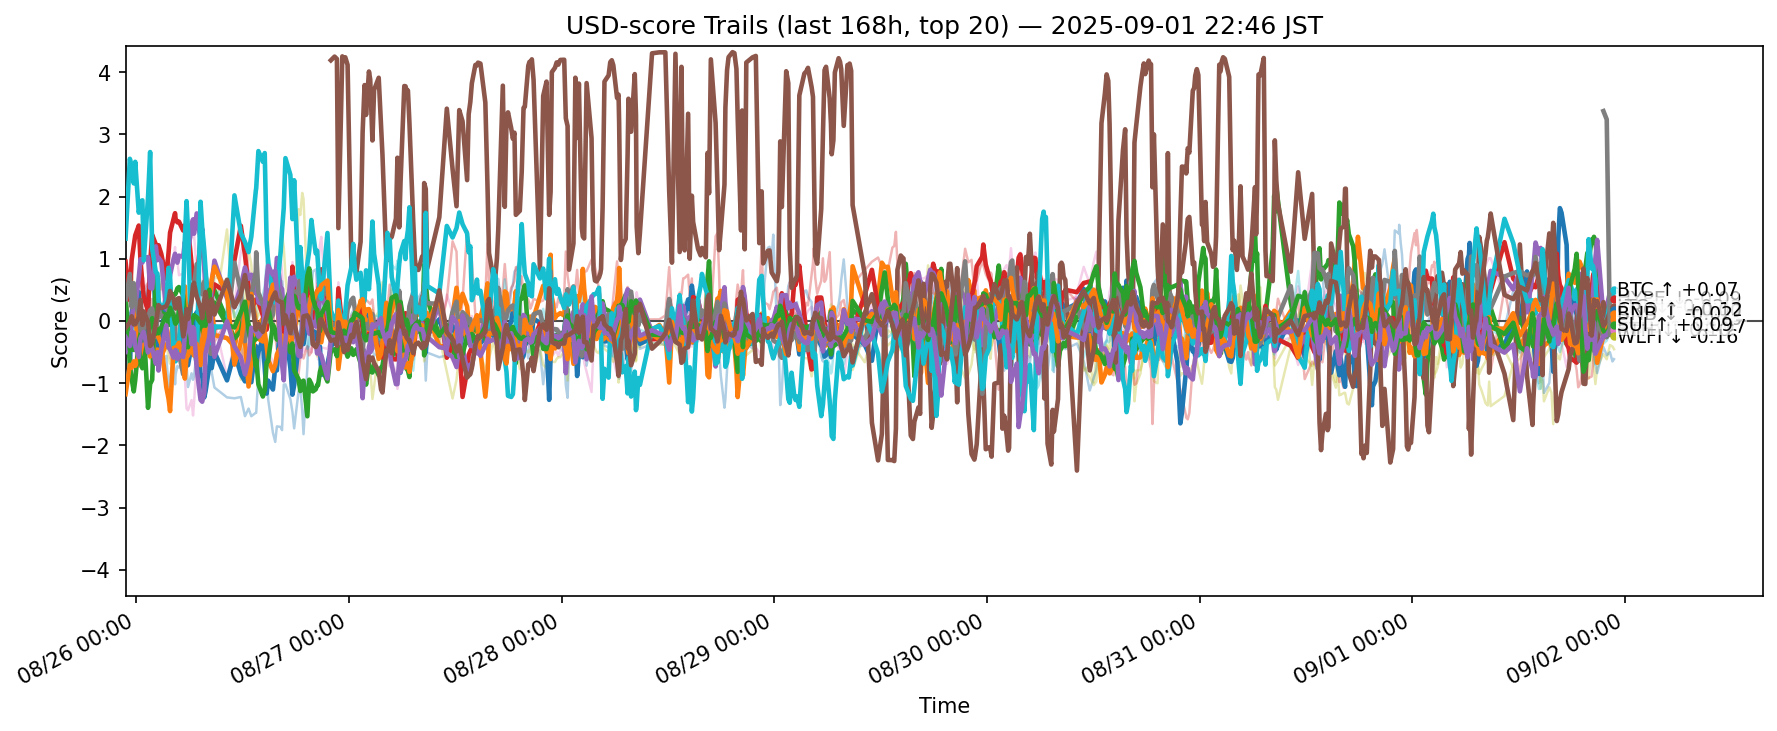 USD-score Trails (last 168h, top 20) — 2025-09-01 22:46 JST
Score (z)
4
3
2
1
0
−1
−2
−3
−4
BTC ↑ +0.07
BNB
SUI ↑ +0.09
WLFI ↓ -0.16
08/26 00:00
08/27 00:00
08/28 00:00
08/29 00:00
08/30 00:00
08/31 00:00
09/01 00:00
09/02 00:00
Time